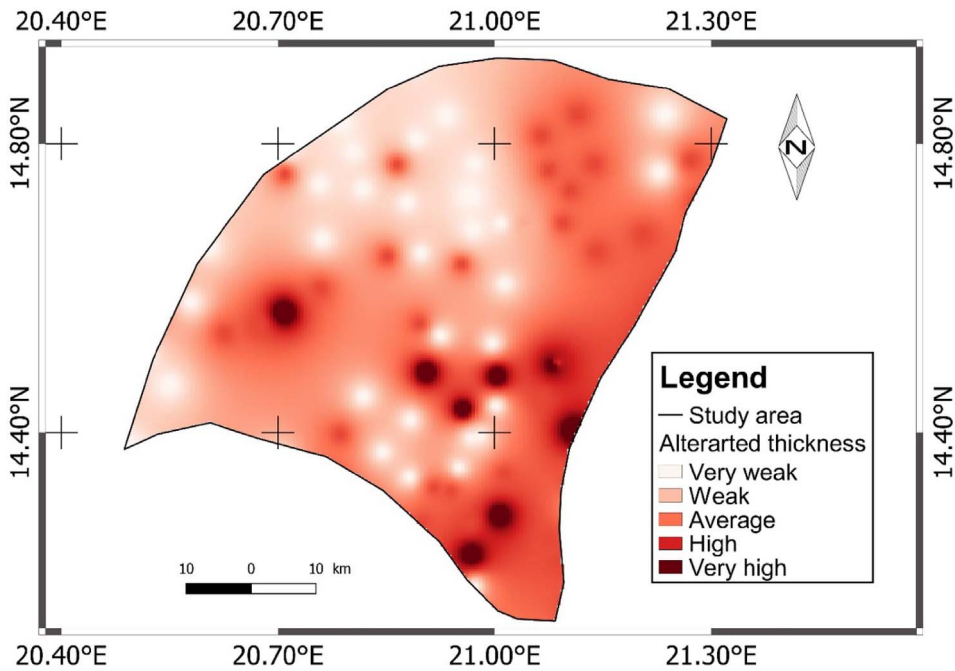 20.40°E 20.70°E 21.00°E 21.30°E
14.80°N 14.80°N
N
14.40°N 14.40°N
Legend
Study area
Alterarted thickness
Very weak
Weak
Average
High
Very high
10 0 10 km
20.40°E 20.70°E 21.00°E 21.30°E